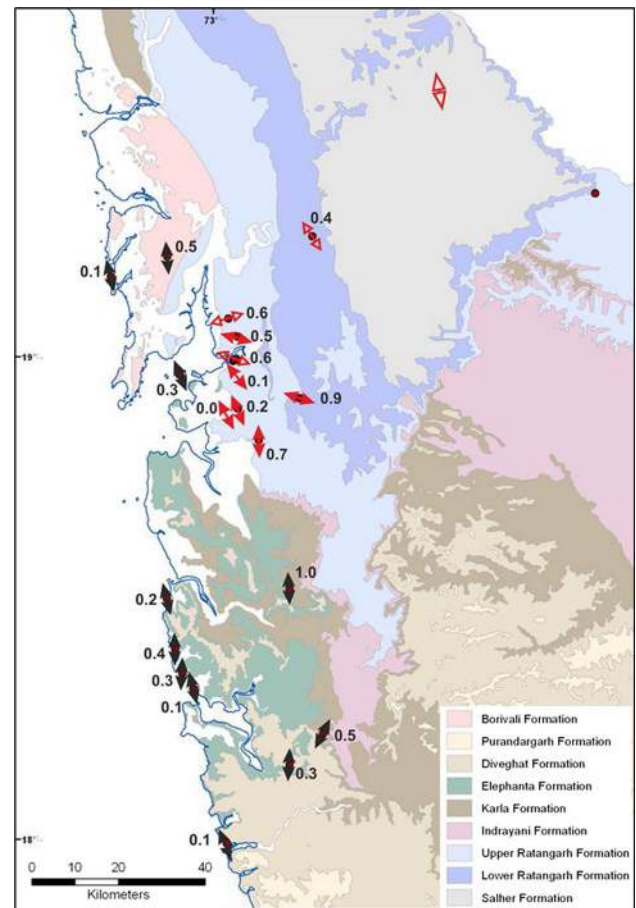 73°
0.4
0.5
0.1
0.6
0.5
19°
0.6
0.1
0.3
0.9
0.0
0.2
0.7
1.0
0.2
0.4
0.3
0.1
0.5
0.3
18°
0.1
0 20 40
Kilometers
Borivali Formation
Purandargarh Formation
Diveghat Formation
Elephanta Formation
Karla Formation
Indrayani Formation
Upper Ratangarh Formation
Lower Ratangarh Formation
Salher Formation